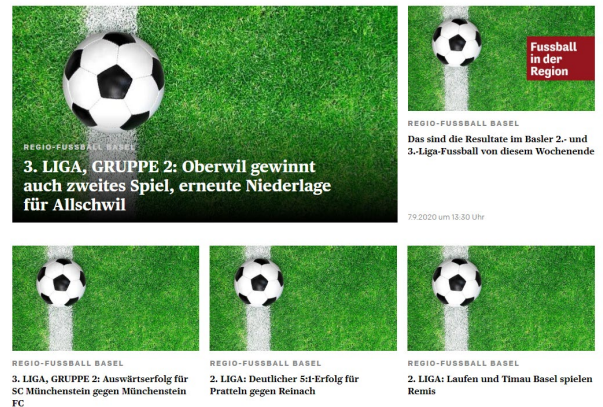 REGIO-FUSSBALL BASEL
3. LIGA, GRUPPE 2: Oberwil gewinnt
auch zweites Spiel, erneute Niederlage
für Allschwil
Fussball
in der
Region
REGIO-FUSSBALL BASEL
Das sind die Resultate im Basler 2.- und
3.-Liga-Fussball von diesem Wochenende
7.9.2020 um 13:30 Uhr
REGIO-FUSSBALL BASEL
3. LIGA, GRUPPE 2: Auswärtserfolg für
SC Münchenstein gegen Münchenstein
FC
REGIO-FUSSBALL BASEL
2. LIGA: Deutlicher 5:1-Erfolg für
Pratteln gegen Reinach
REGIO-FUSSBALL BASEL
2. LIGA: Laufen und Timau Basel spielen
Remis